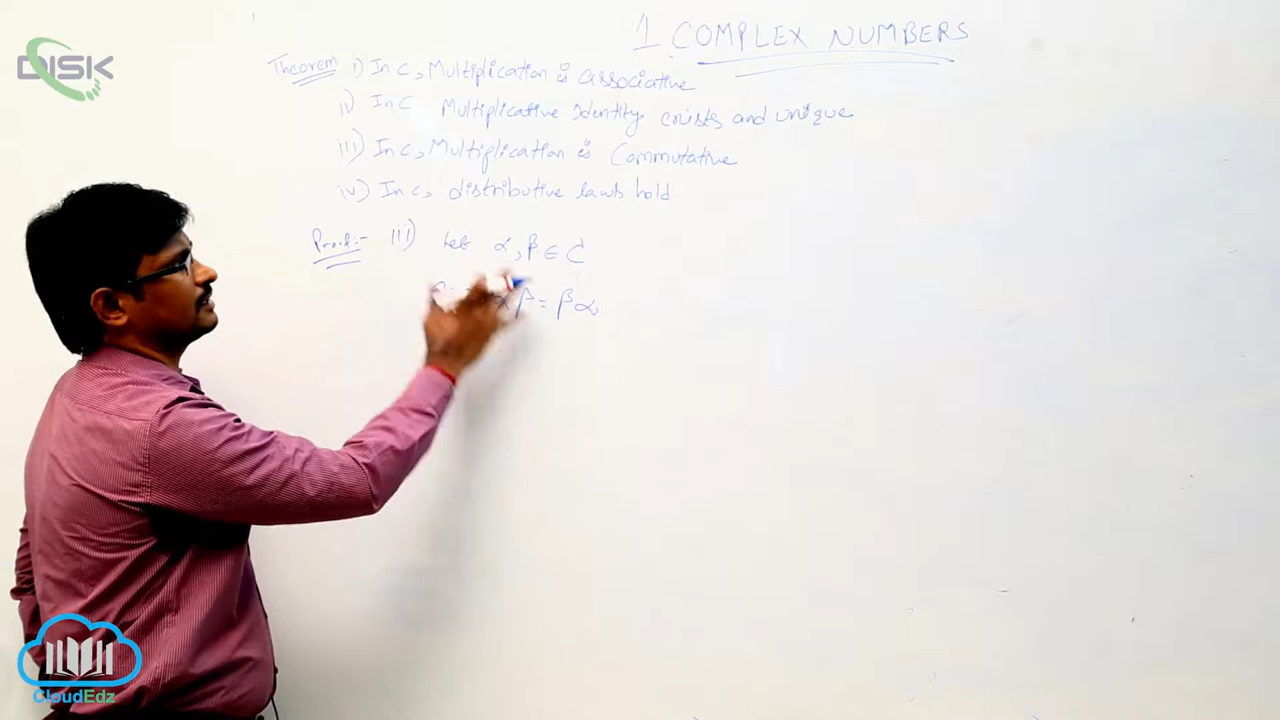 DISK
1 COMPLEX NUMBERS
Theorem i) In C, Multiplication is associative
ii) In C Multiplicative Identity exists and unique
iii) In C, Multiplication is Commutative
iv) In C, distributive laws hold.
Proof:- iii) Let α, β ∈ C
αβ = βα
CloudEdz